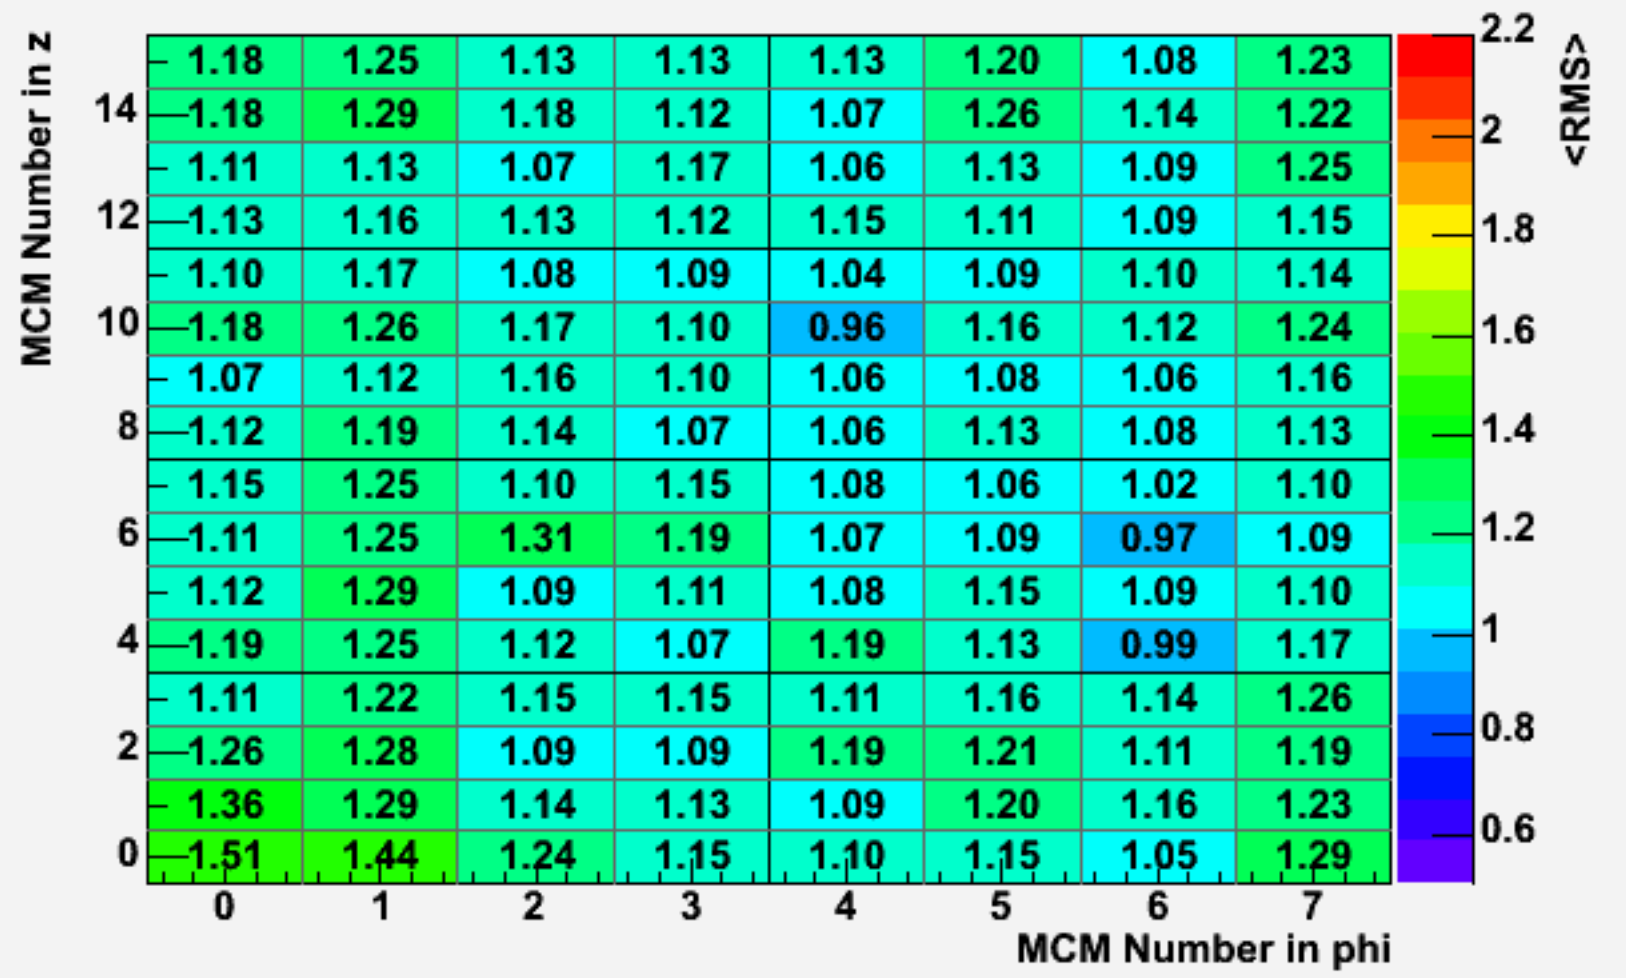 MCM Number in z
1.18 1.25 1.13 1.13 1.13 1.20 1.08 1.23
14 1.18 1.29 1.18 1.12 1.07 1.26 1.14 1.22
1.11 1.13 1.07 1.17 1.06 1.13 1.09 1.25
12 1.13 1.16 1.13 1.12 1.15 1.11 1.09 1.15
1.10 1.17 1.08 1.09 1.04 1.09 1.10 1.14
10 1.18 1.26 1.17 1.10 0.96 1.16 1.12 1.24
1.07 1.12 1.16 1.10 1.06 1.08 1.06 1.16
8 1.12 1.19 1.14 1.07 1.06 1.13 1.08 1.13
1.15 1.25 1.10 1.15 1.08 1.06 1.02 1.10
6 1.11 1.25 1.31 1.19 1.07 1.09 0.97 1.09
1.12 1.29 1.09 1.11 1.08 1.15 1.09 1.10
4 1.19 1.25 1.12 1.07 1.19 1.13 0.99 1.17
1.11 1.22 1.15 1.15 1.11 1.16 1.14 1.26
2 1.26 1.28 1.09 1.09 1.19 1.21 1.11 1.19
1.36 1.29 1.14 1.13 1.09 1.20 1.16 1.23
0 1.51 1.44 1.24 1.15 1.10 1.15 1.05 1.29
0 1 2 3 4 5 6 7
MCM Number in phi
2.2
2
1.8
1.6
1.4
1.2
1
0.8
0.6
<RMS>